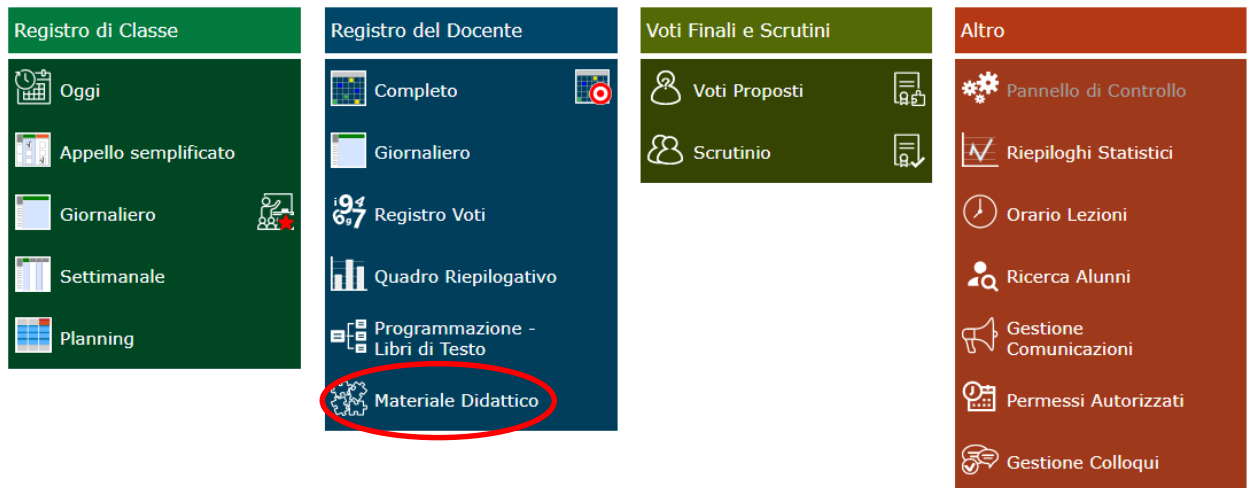 Registro di Classe
Oggi
Appello semplificato
Giornaliero
Settimanale
Planning
Registro del Docente
Completo
Giornaliero
Registro Voti
Quadro Riepilogativo
Programmazione -
Libri di Testo
Materiale Didattico
Voti Finali e Scrutini
Voti Proposti
Scrutinio
Altro
Pannello di Controllo
Riepiloghi Statistici
Orario Lezioni
Ricerca Alunni
Gestione
Comunicazioni
Permessi Autorizzati
Gestione Colloqui